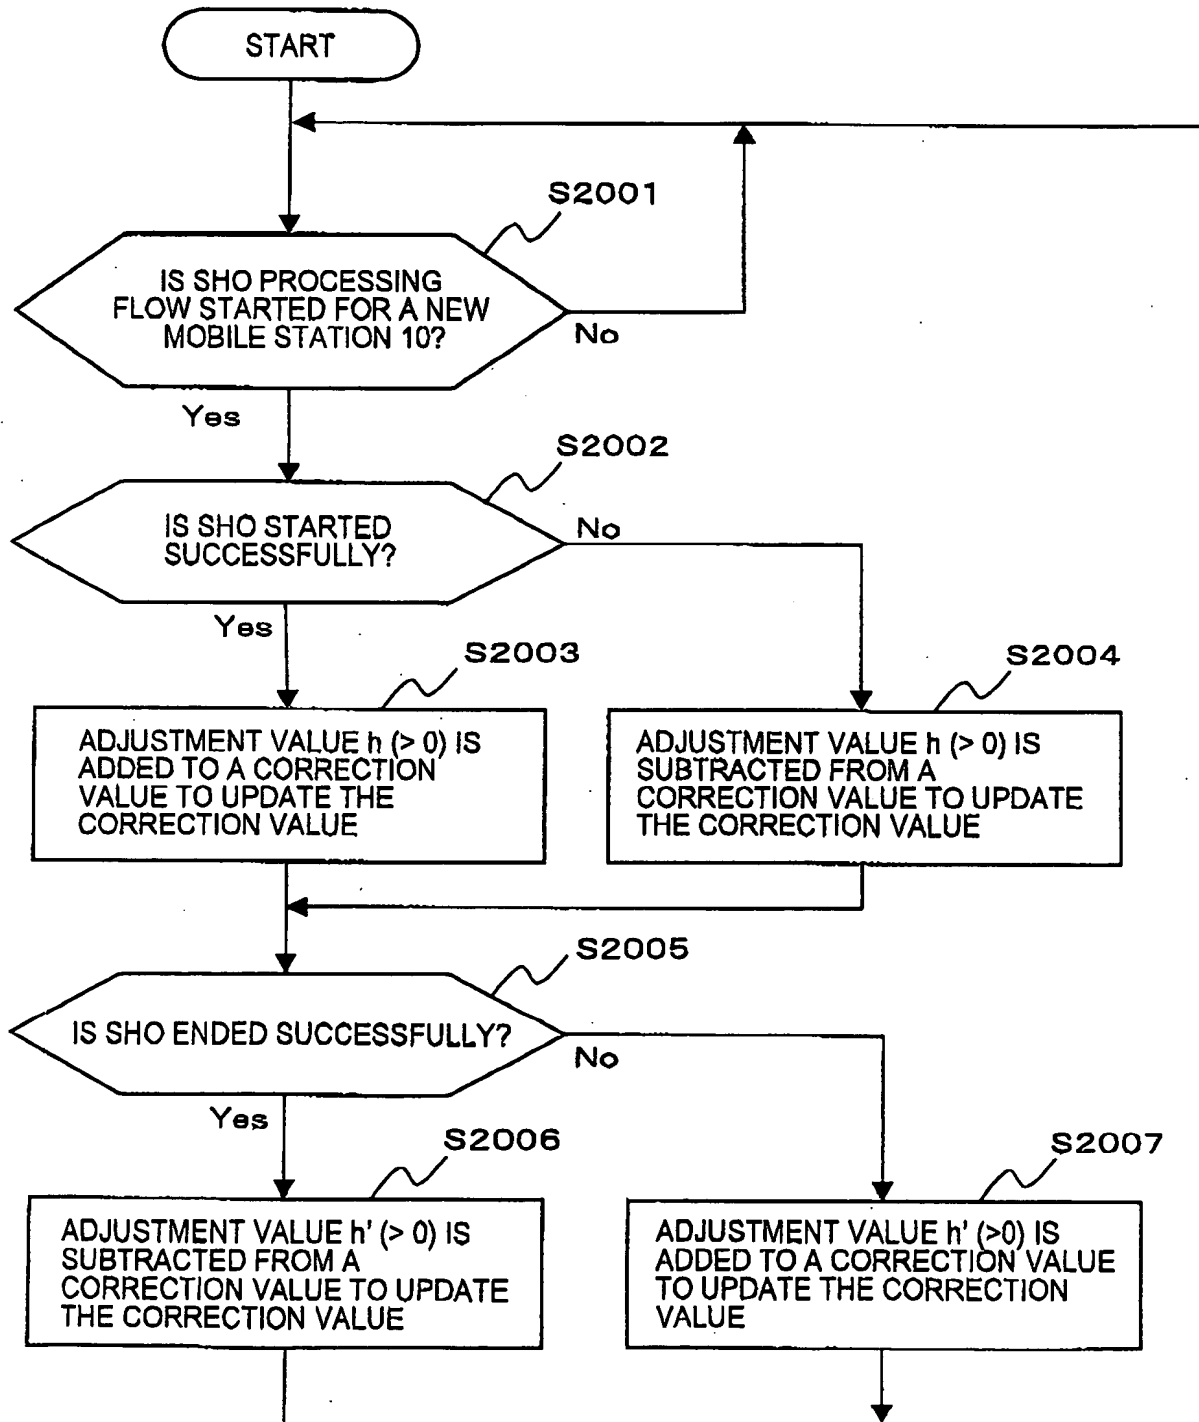 START
S2001
IS SHO PROCESSING
FLOW STARTED FOR A NEW
MOBILE STATION 10?
No
Yes
S2002
IS SHO STARTED
SUCCESSFULLY?
No
Yes
S2003
S2004
ADJUSTMENT VALUE h (> 0) IS
ADDED TO A CORRECTION
VALUE TO UPDATE THE
CORRECTION VALUE
ADJUSTMENT VALUE h (> 0) IS
SUBTRACTED FROM A
CORRECTION VALUE TO UPDATE
THE CORRECTION VALUE
S2005
IS SHO ENDED SUCCESSFULLY?
No
Yes
S2006
S2007
ADJUSTMENT VALUE h' (> 0) IS
SUBTRACTED FROM A
CORRECTION VALUE TO UPDATE
THE CORRECTION VALUE
ADJUSTMENT VALUE h' (>0) IS
ADDED TO A CORRECTION VALUE
TO UPDATE THE CORRECTION
VALUE